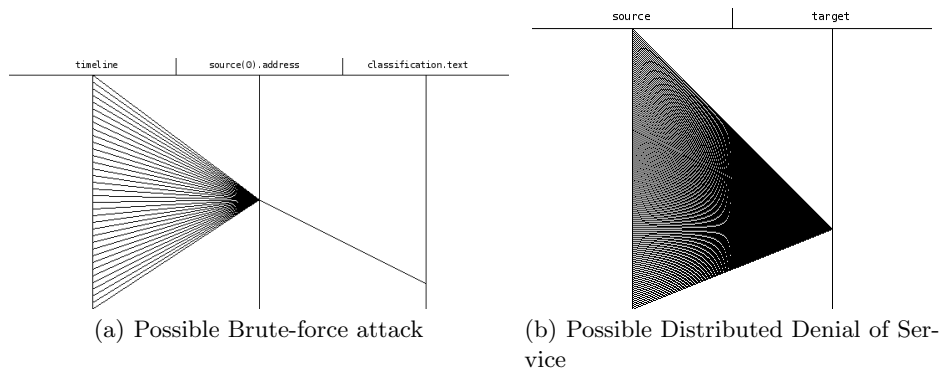 timeline
source(0).address
classification.text
source
target
(a) Possible Brute-force attack
(b) Possible Distributed Denial of Ser-
vice